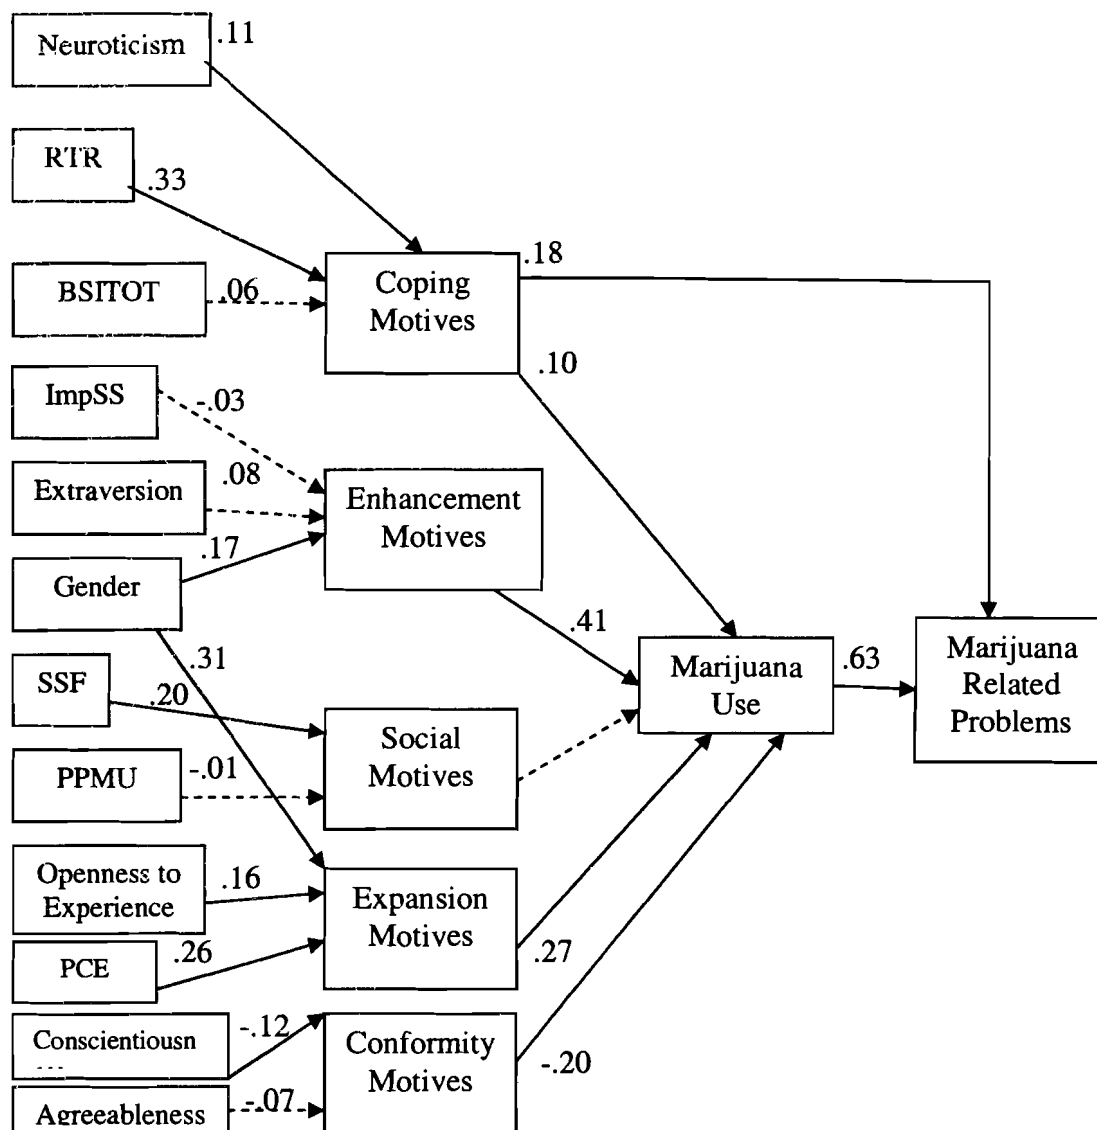 Neuroticism
.11
RTR
.33
BSITOT
.06
Coping
Motives
.18
.10
ImpSS
-.03
Extraversion
.08
Enhancement
Motives
Gender
.17
.31
.41
SSF
.20
Social
Motives
Marijuana
Use
.63
Marijuana
Related
Problems
PPMU
-.01
Openness to
Experience
.16
Expansion
Motives
.27
PCE
.26
Conscientiousn
...
-.12
Conformity
Motives
-.20
Agreeableness
-.07